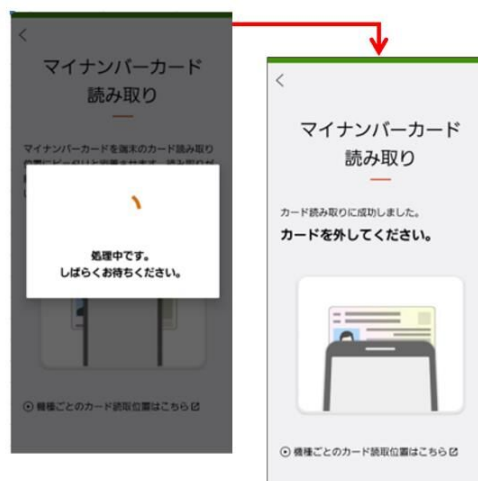 マイナンバーカード
読み取り
マイナンバーカードを端末のカード読み取り
処理中です。
しばらくお待ちください。
機種ごとのカード読取位置はこちら
マイナンバーカード
読み取り
カード読み取りに成功しました。
カードを外してください。
機種ごとのカード読取位置はこちら